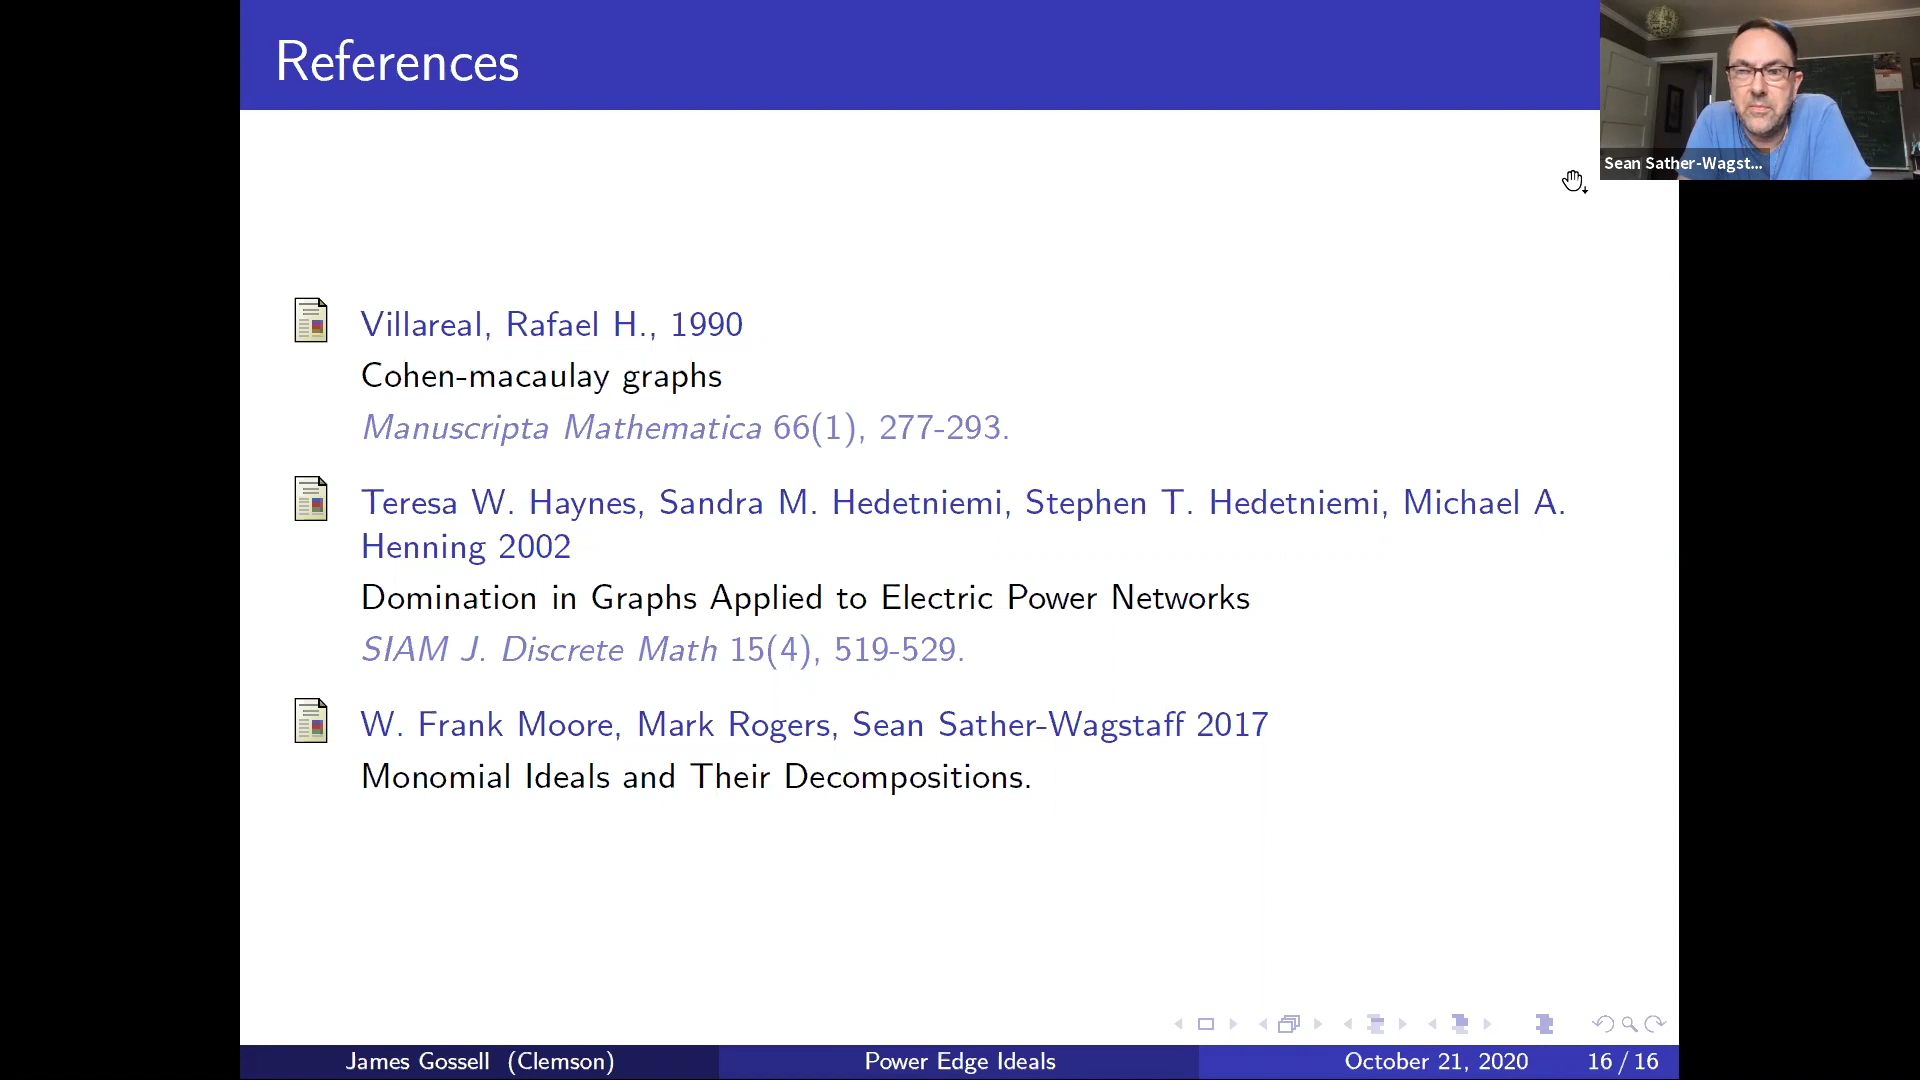 References
Sean Sather-Wagst...
Villareal, Rafael H., 1990
Cohen-macaulay graphs
Manuscripta Mathematica 66(1), 277-293.
Teresa W. Haynes, Sandra M. Hedetniemi, Stephen T. Hedetniemi, Michael A.
Henning 2002
Domination in Graphs Applied to Electric Power Networks
SIAM J. Discrete Math 15(4), 519-529.
W. Frank Moore, Mark Rogers, Sean Sather-Wagstaff 2017
Monomial Ideals and Their Decompositions.
James Gossell (Clemson) Power Edge Ideals October 21, 2020 16 / 16